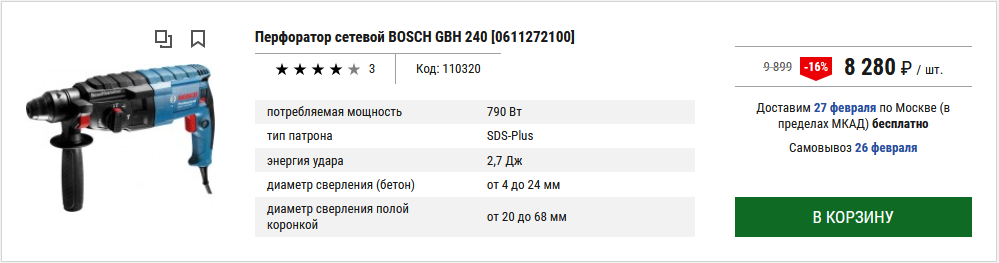 Перфоратор сетевой BOSCH GBH 240 [0611272100]
3
Код: 110320
потребляемая мощность 790 Вт
тип патрона SDS-Plus
энергия удара 2,7 Дж
диаметр сверления (бетон) от 4 до 24 мм
диаметр сверления полой
коронкой
от 20 до 68 мм
9 899 -16% 8 280 ₽ / шт.
Доставим 27 февраля по Москве (в
пределах МКАД) бесплатно
Самовывоз 26 февраля
В КОРЗИНУ
BOSCH